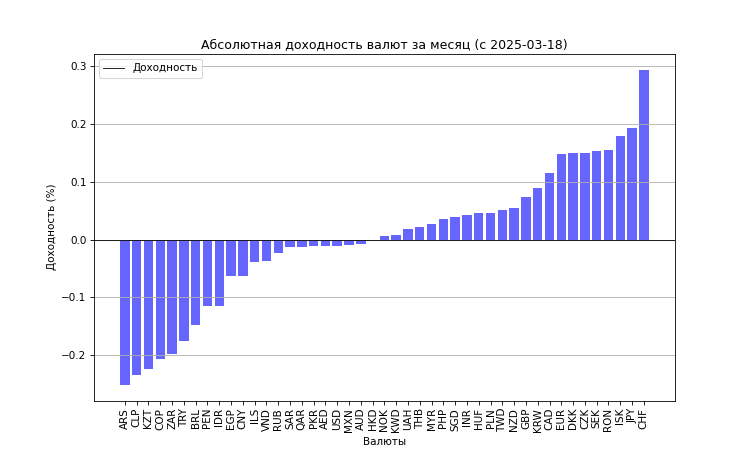 Абсолютная доходность валют за месяц (с 2025-03-18)
Доходность
0.3
0.2
0.1
0.0
−0.1
−0.2
Доходность (%)
ARS CLP KZT COP ZAR TRY BRL PEN IDR EGP CNY ILS VND RUB SAR QAR PKR AED USD MXN AUD HKD NOK KWD UAH THB MYR PHP SGD INR HUF PLN TWD NZD GBP KRW CAD EUR DKK CZK SEK RON ISK JPY CHF
Валюты